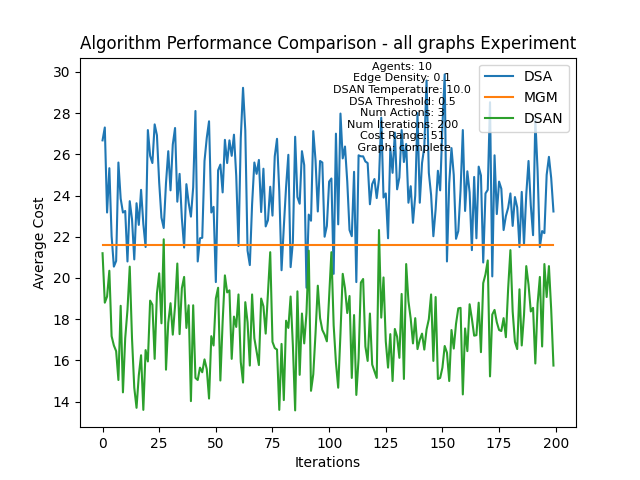 Algorithm Performance Comparison - all graphs Experiment
Agents: 10
Edge Density: 0.1
DSAN Temperature: 10.0
DSA Threshold: 0.5
Num Actions: 3
Num Iterations: 200
Cost Range: 51
Graph: complete
DSA
MGM
DSAN
Average Cost
30
28
26
24
22
20
18
16
14
0
25
50
75
100
125
150
175
200
Iterations